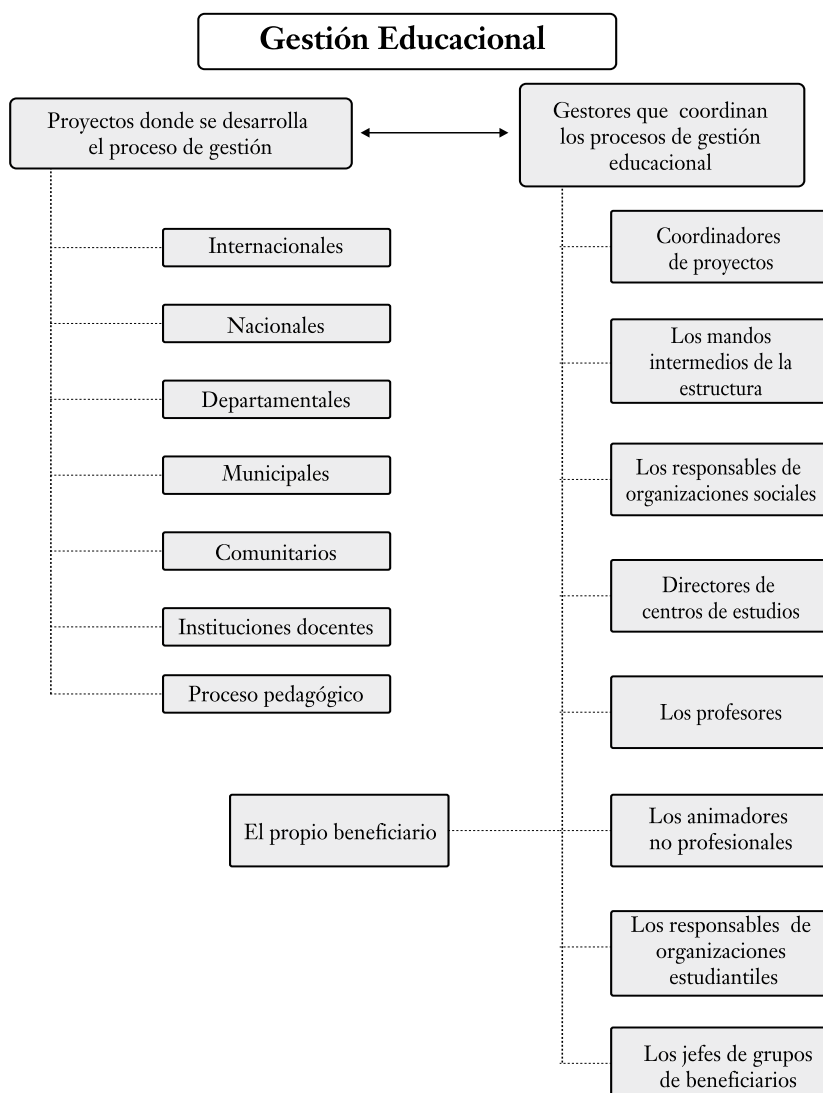 Gestión Educacional
Proyectos donde se desarrolla
el proceso de gestión
Internacionales
Nacionales
Departamentales
Municipales
Comunitarios
Instituciones docentes
Proceso pedagógico
El propio beneficiario
Gestores que coordinan
los procesos de gestión
educacional
Coordinadores
de proyectos
Los mandos
intermedios de la
estructura
Los responsables de
organizaciones sociales
Directores de
centros de estudios
Los profesores
Los animadores
no profesionales
Los responsables de
organizaciones
estudiantiles
Los jefes de grupos
de beneficiarios